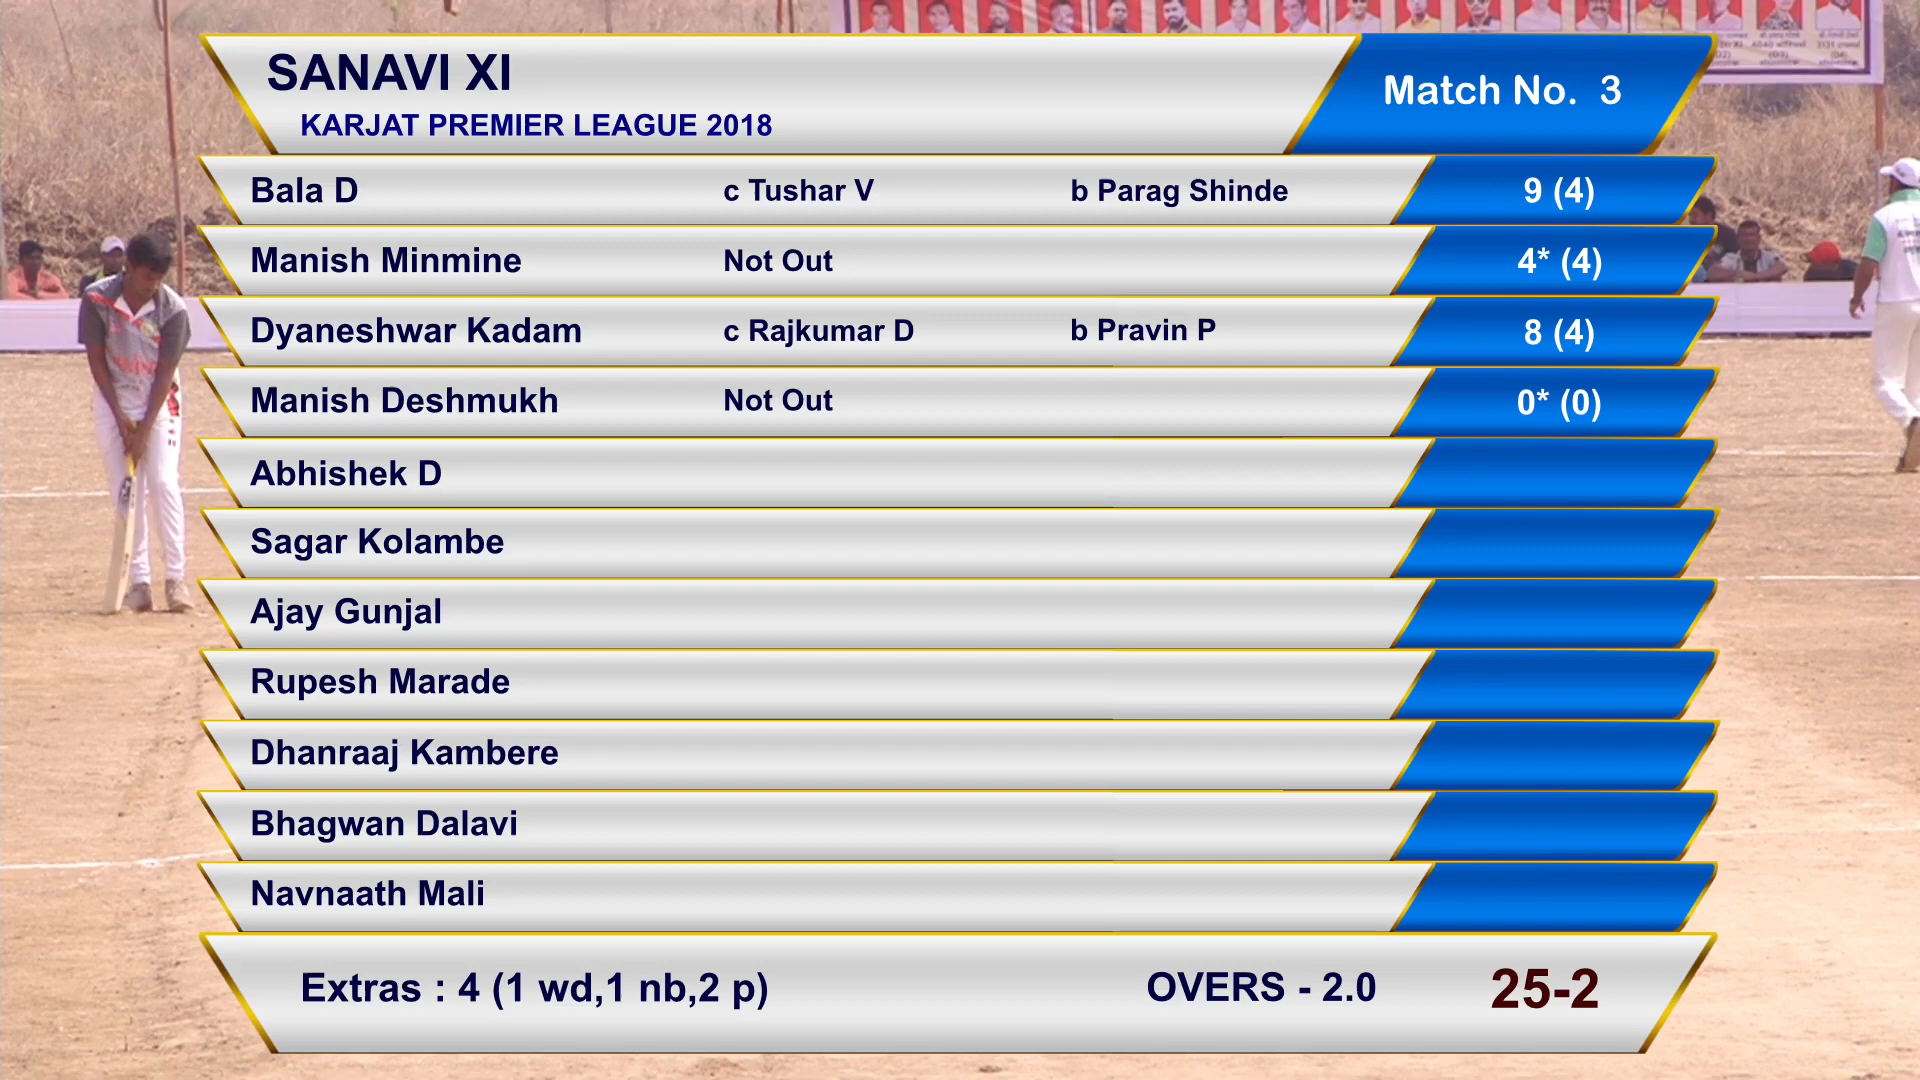 SANAVI XI
KARJAT PREMIER LEAGUE 2018
Match No. 3
Bala D c Tushar V b Parag Shinde 9 (4)
Manish Minmine Not Out 4* (4)
Dyaneshwar Kadam c Rajkumar D b Pravin P 8 (4)
Manish Deshmukh Not Out 0* (0)
Abhishek D
Sagar Kolambe
Ajay Gunjal
Rupesh Marade
Dhanraaj Kambere
Bhagwan Dalavi
Navnaath Mali
Extras : 4 (1 wd,1 nb,2 p) OVERS - 2.0 25-2